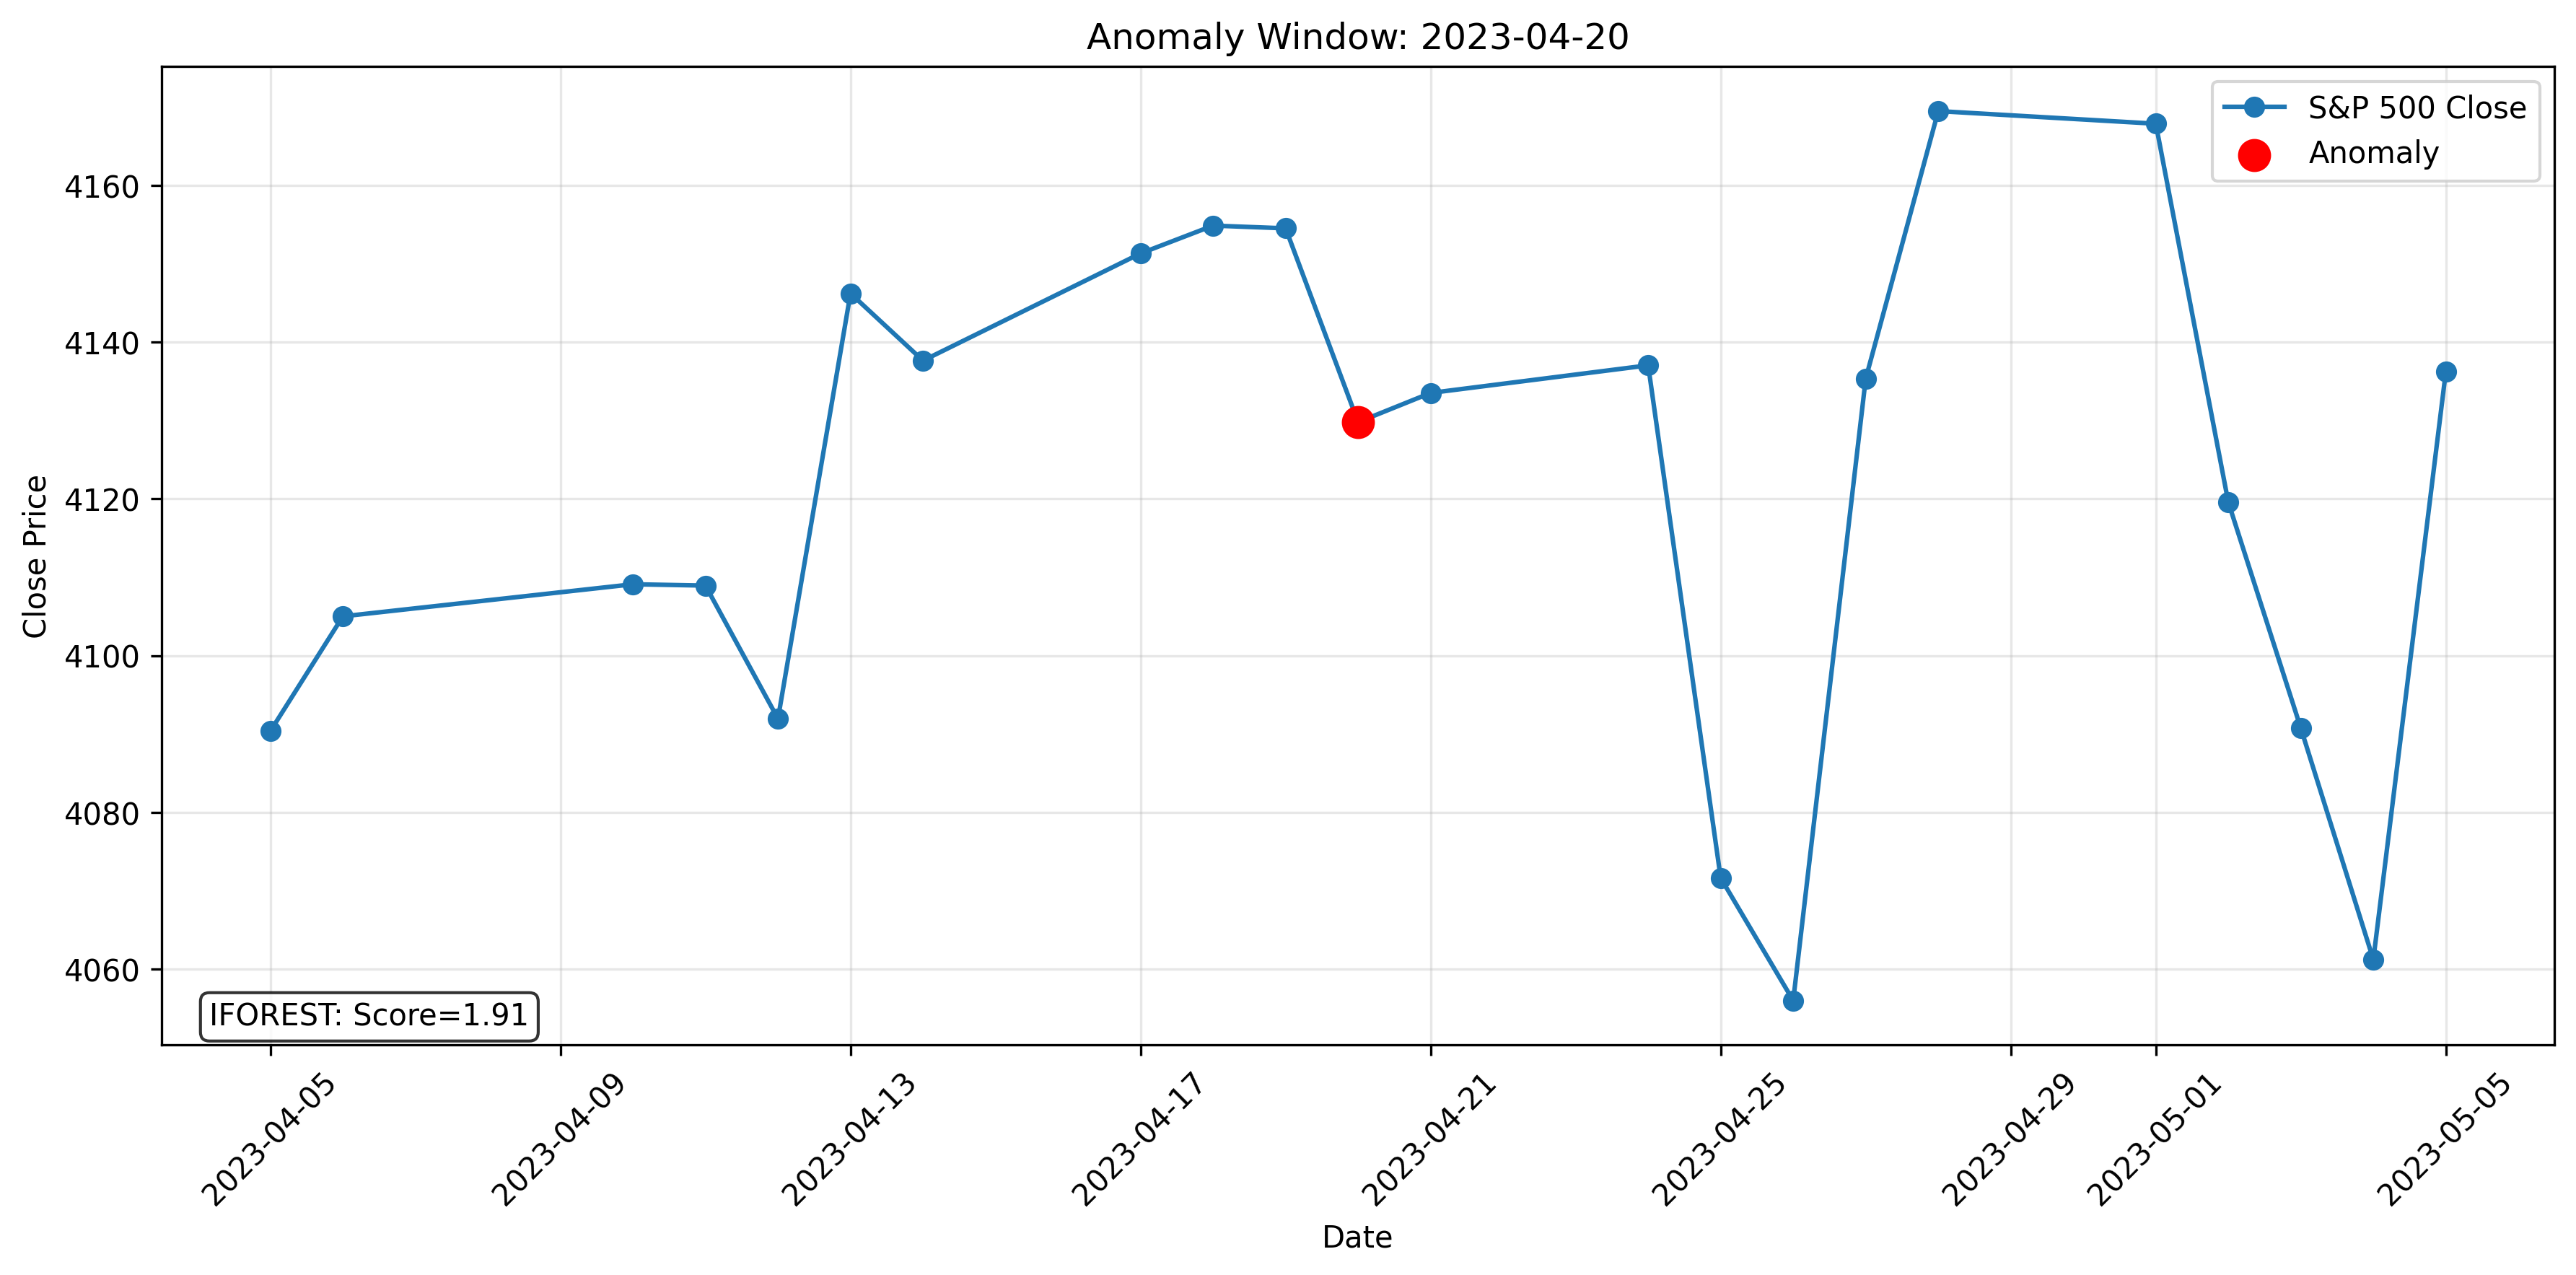 Anomaly Window: 2023-04-20
S&P 500 Close
Anomaly
Close Price
4160
4140
4120
4100
4080
4060
IFOREST: Score=1.91
2023-04-05
2023-04-09
2023-04-13
2023-04-17
2023-04-21
2023-04-25
2023-04-29
2023-05-01
2023-05-05
Date